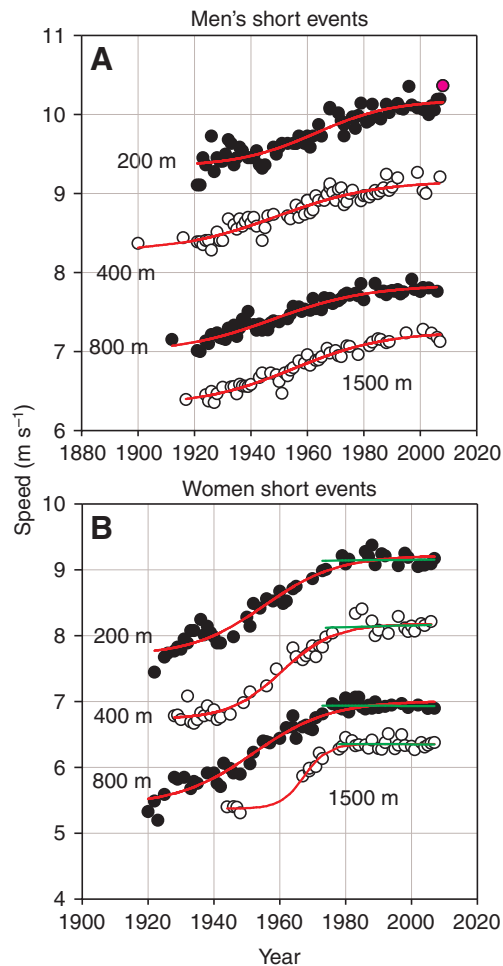 Men's short events
A
11
10
9
8
7
6
200 m
400 m
800 m
1500 m
1880 1900 1920 1940 1960 1980 2000 2020
Speed (m s⁻¹)
Women short events
B
10
9
8
7
6
5
4
200 m
400 m
800 m
1500 m
1900 1920 1940 1960 1980 2000 2020
Year